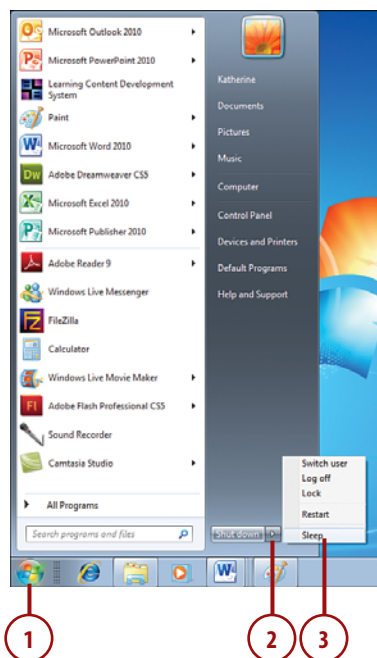 Microsoft Outlook 2010
Microsoft PowerPoint 2010
Learning Content Development
System
Paint
Microsoft Word 2010
Adobe Dreamweaver CS5
Microsoft Excel 2010
Microsoft Publisher 2010
Adobe Reader 9
Windows Live Messenger
FileZilla
Calculator
Windows Live Movie Maker
Adobe Flash Professional CS5
Sound Recorder
Camtasia Studio
All Programs
Search programs and files
Katherine
Documents
Pictures
Music
Computer
Control Panel
Devices and Printers
Default Programs
Help and Support
Shut down
Switch user
Log off
Lock
Restart
Sleep
1
2
3